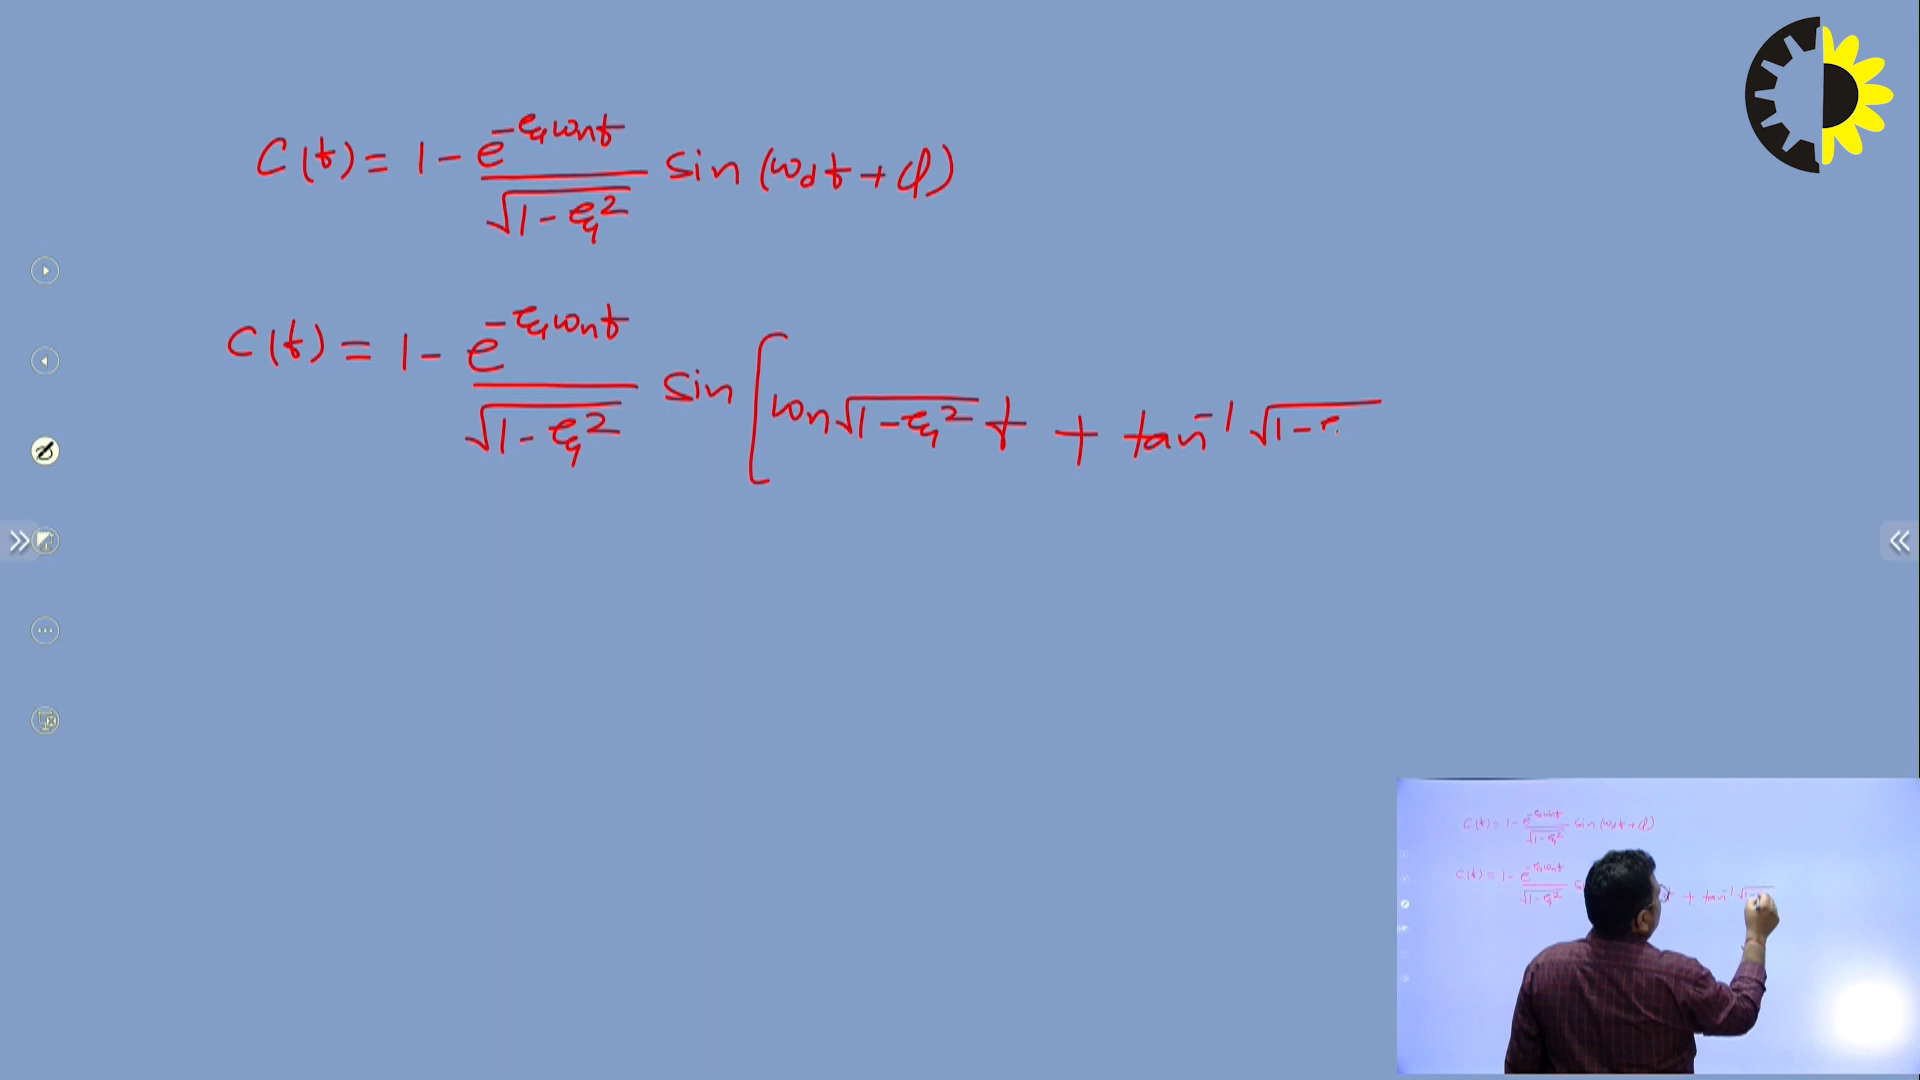 C(t) = 1 - e^{-ξωnt} / √(1-ξ²) sin (ωdt + φ)
C(t) = 1 - e^{-ξωnt} / √(1-ξ²) sin [ωn√(1-ξ²) t + tan⁻¹ √(1-